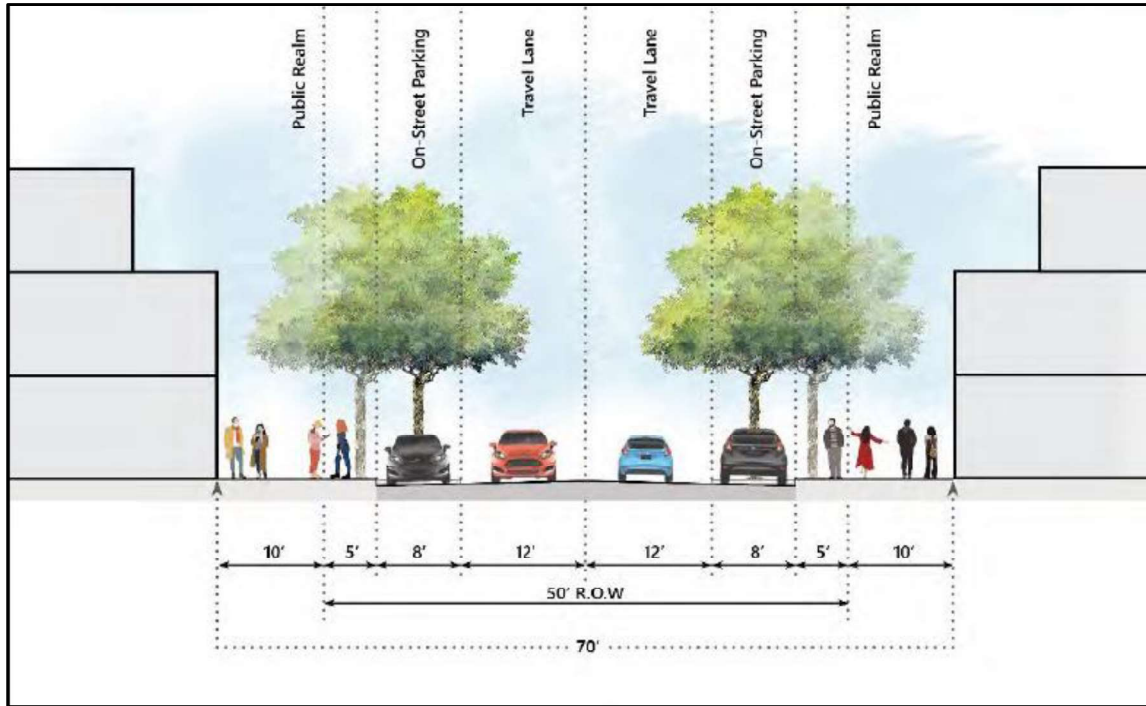 Public Realm
On-Street Parking
Travel Lane
Travel Lane
On-Street Parking
Public Realm
10'
5'
8'
12'
12'
8'
5'
10'
50' R.O.W
70'